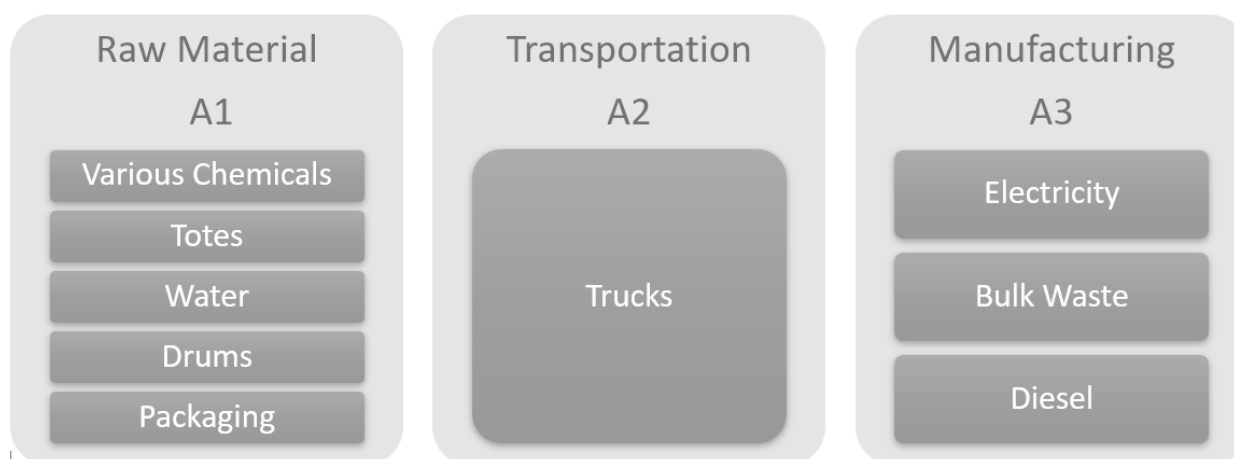 Raw Material
A1
Various Chemicals
Totes
Water
Drums
Packaging
Transportation
A2
Trucks
Manufacturing
A3
Electricity
Bulk Waste
Diesel